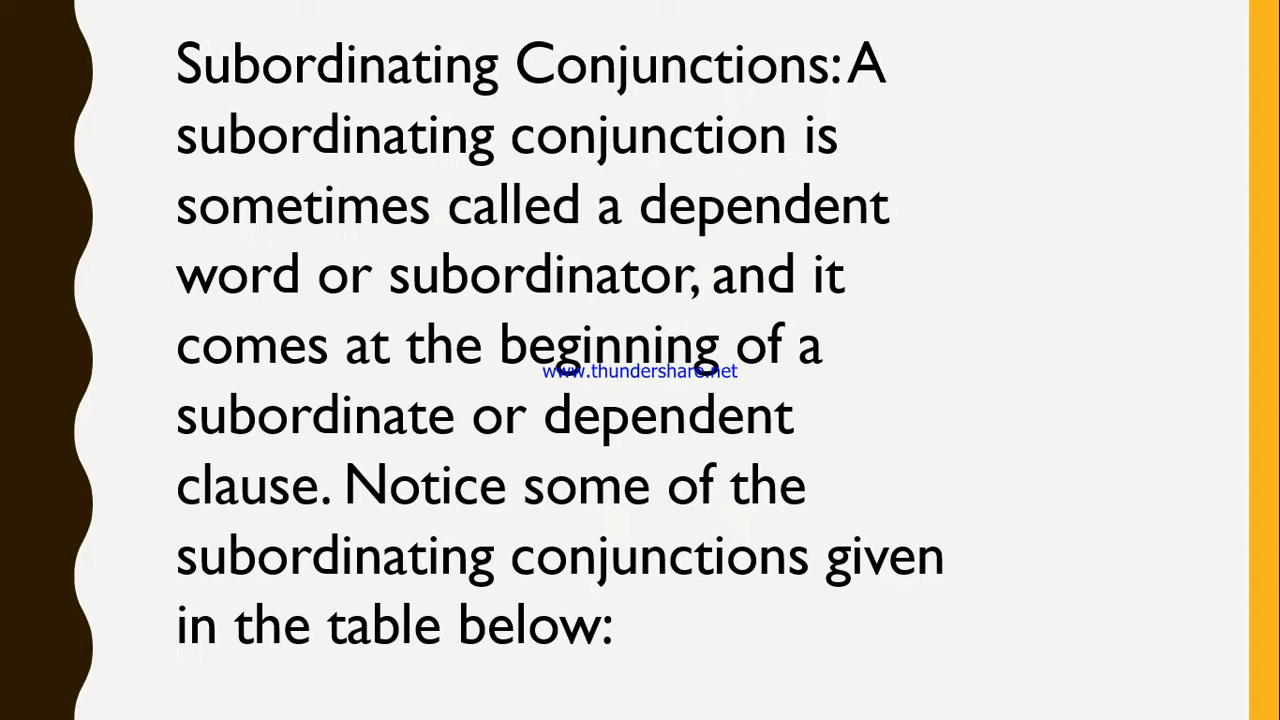 Subordinating Conjunctions: A
subordinating conjunction is
sometimes called a dependent
word or subordinator, and it
comes at the beginning of a
www.thundershare.net
subordinate or dependent
clause. Notice some of the
subordinating conjunctions given
in the table below: